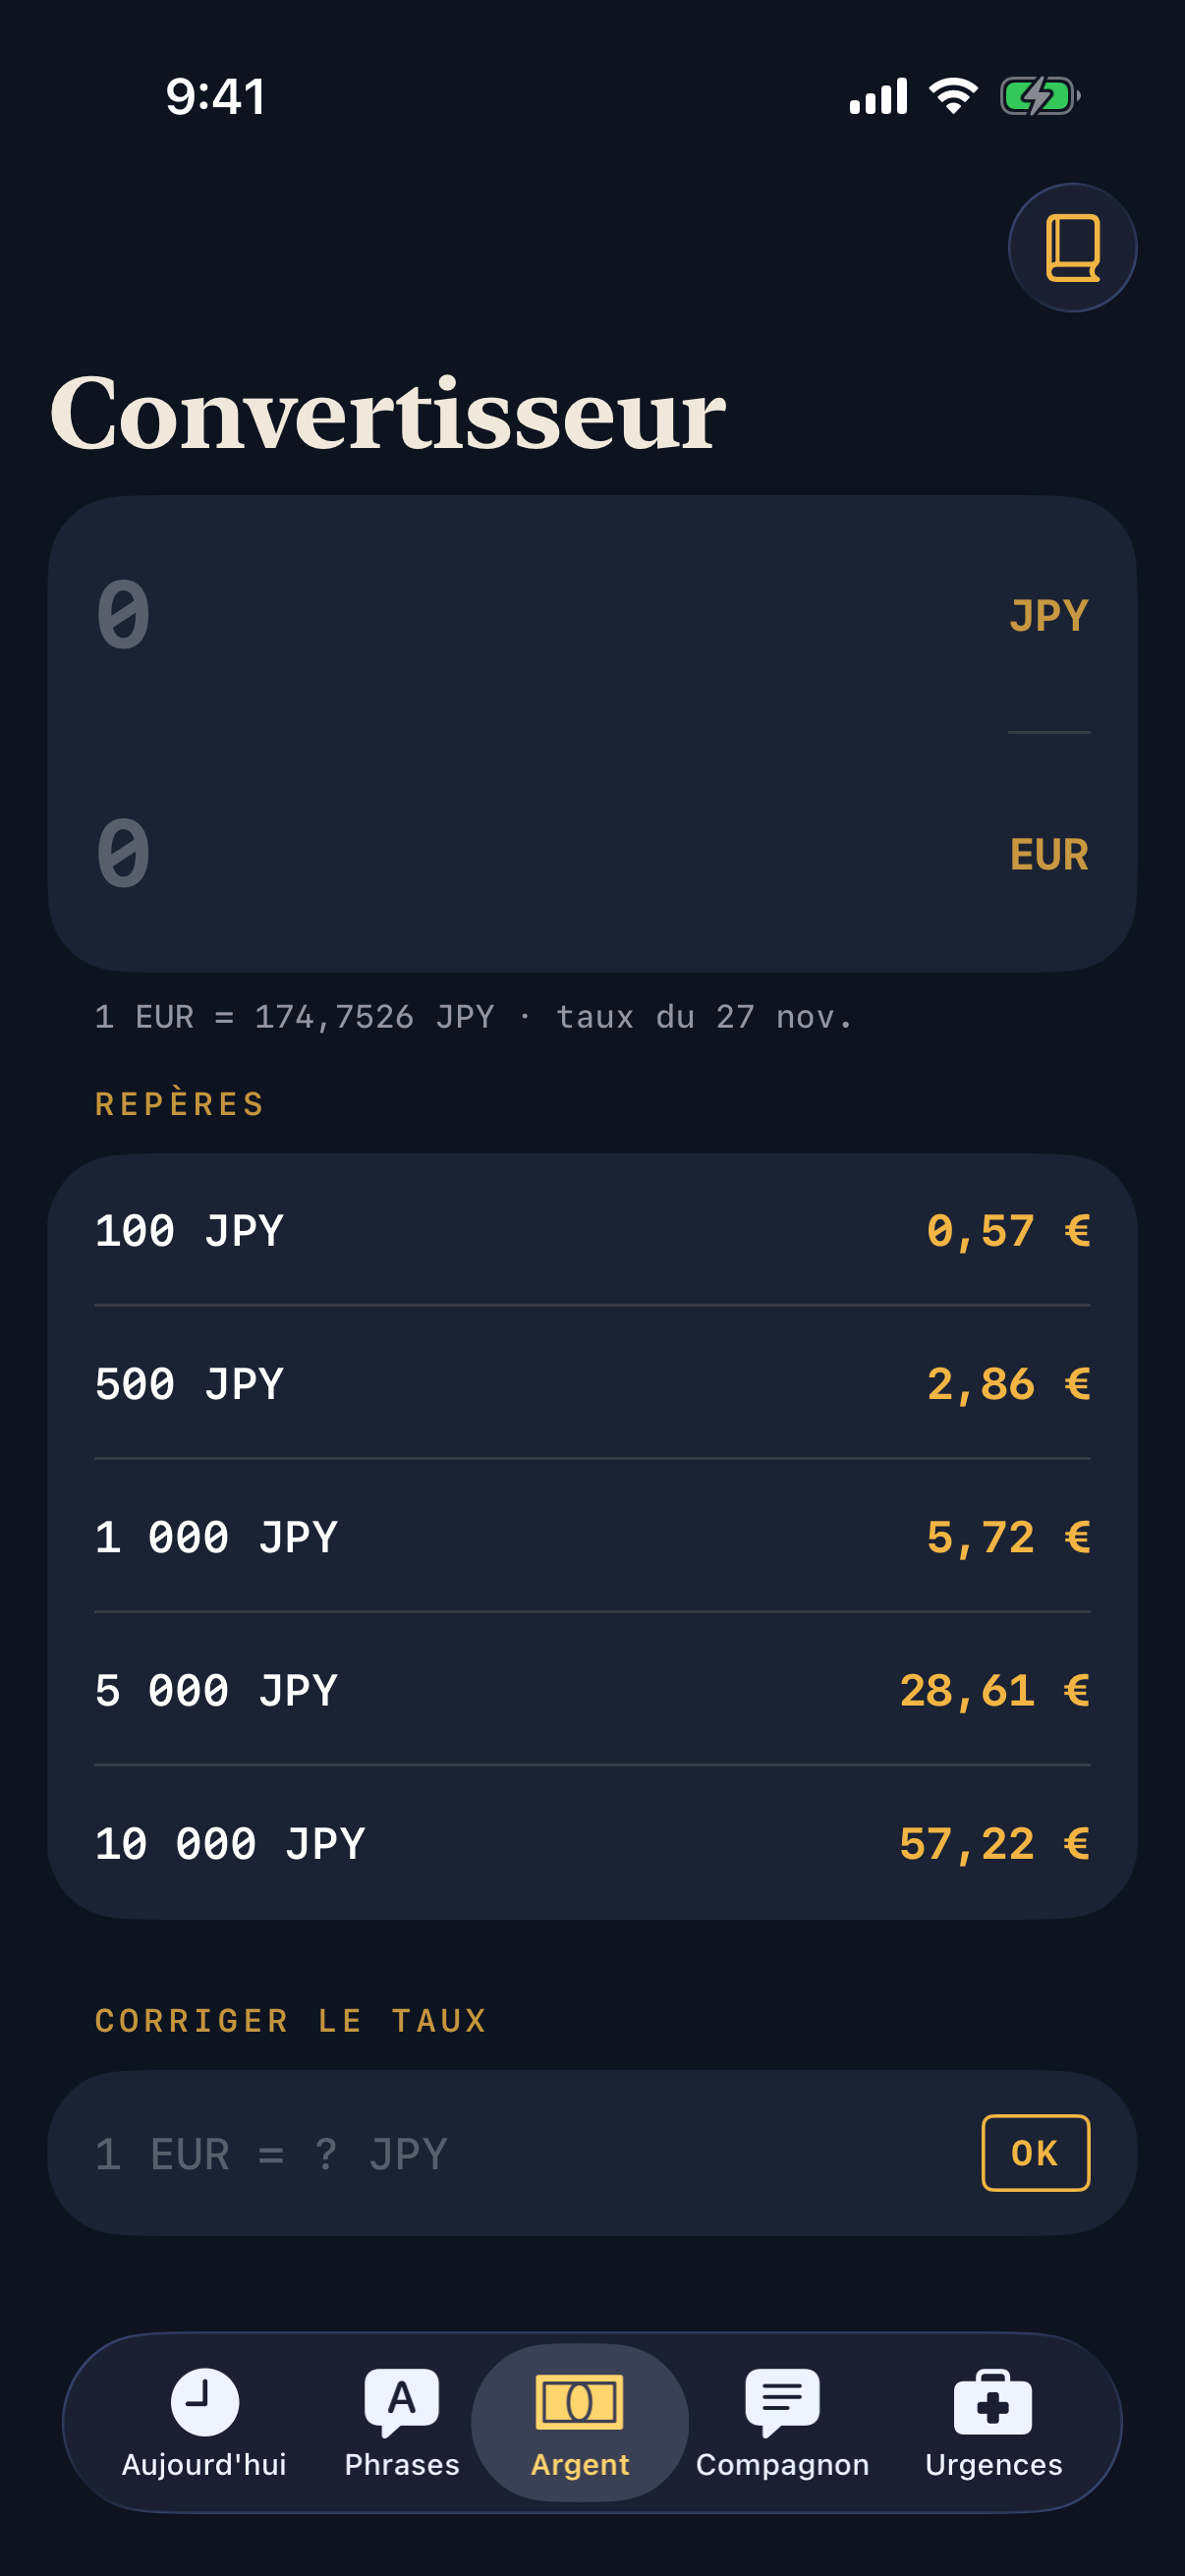 9:41
Convertisseur
0 JPY
0 EUR
1 EUR = 174,7526 JPY · taux du 27 nov.
REPÈRES
100 JPY 0,57 €
500 JPY 2,86 €
1 000 JPY 5,72 €
5 000 JPY 28,61 €
10 000 JPY 57,22 €
CORRIGER LE TAUX
1 EUR = ? JPY OK
Aujourd'hui Phrases Argent Compagnon Urgences